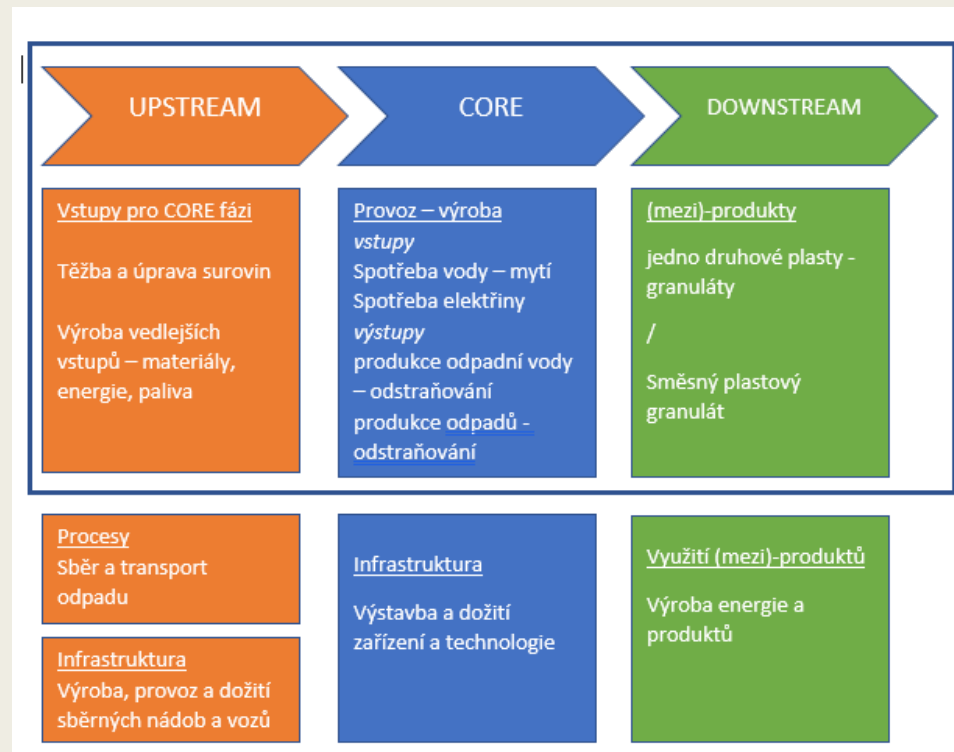 UPSTREAM
CORE
DOWNSTREAM
Vstupy pro CORE fázi
Těžba a úprava surovin
Výroba vedlejších
vstupů – materiály,
energie, paliva
Provoz – výroba
vstupy
Spotřeba vody – mytí
Spotřeba elektřiny
výstupy
produkce odpadní vody
– odstraňování
produkce odpadů -
odstraňování
(mezi)-produkty
jedno druhové plasty -
granuláty
/
Směsný plastový
granulát
Procesy
Sběr a transport
odpadu
Infrastruktura
Výroba, provoz a dožití
sběrných nádob a vozů
Infrastruktura
Výstavba a dožití
zařízení a technologie
Využití (mezi)-produktů
Výroba energie a
produktů